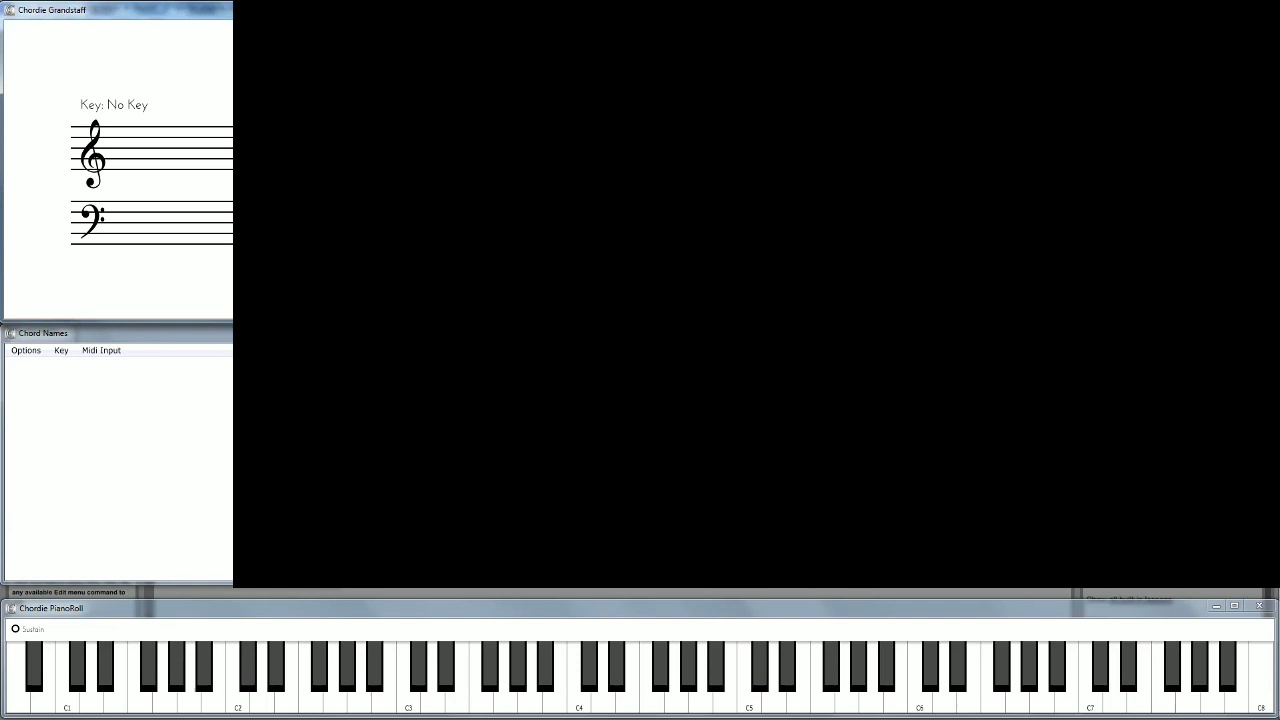 Chordie Grandstaff
Key: No Key
Chord Names
Options Key Midi Input
any available Edit menu command to
Chordie PianoRoll
Sustain
C1 C2 C3 C4 C5 C6 C7 C8